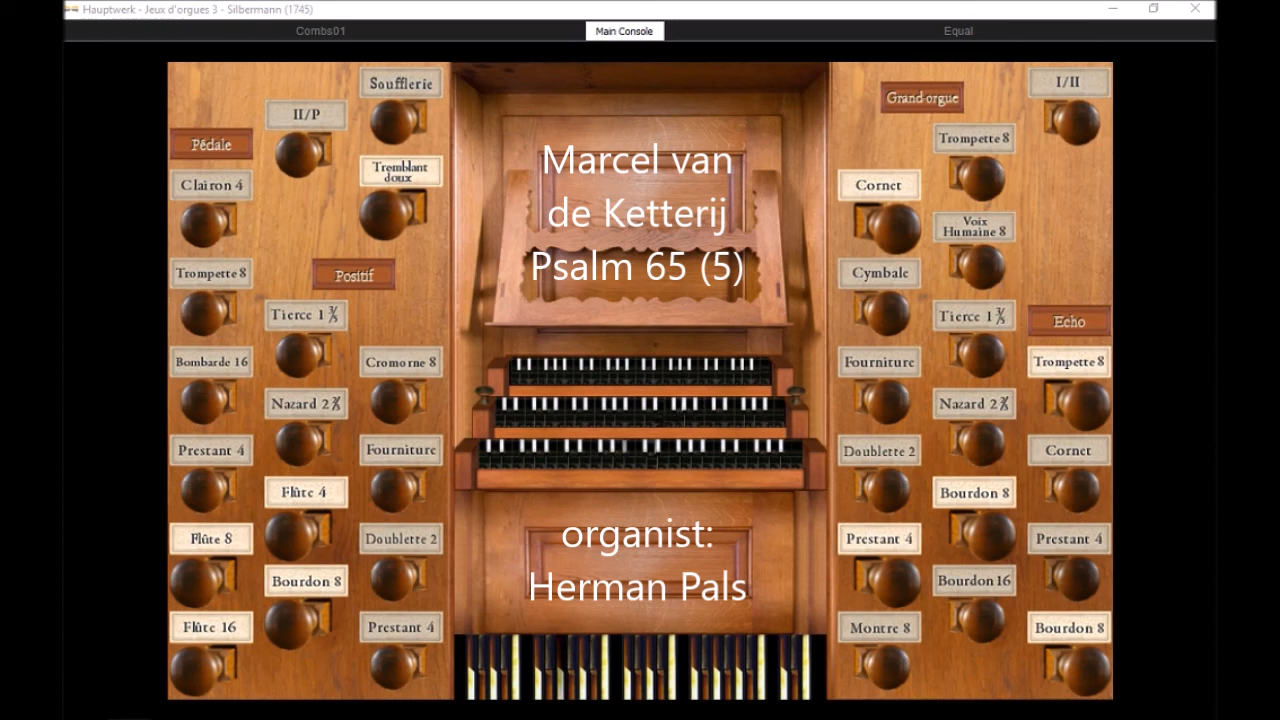 Hauptwerk - Jeux d'orgues 3 - Silbermann (1745)
Combs01
Main Console
Equal
Soufflerie
II/P
Pédale
Tremblant
doux
Clairon 4
Trompette 8
Positif
Tierce 1 3/5
Bombarde 16
Cromorne 8
Nazard 2 2/3
Prestant 4
Fourniture
Flûte 4
Flûte 8
Doublette 2
Bourdon 8
Flûte 16
Prestant 4
Marcel van
de Ketterij
Psalm 65 (5)
organist:
Herman Pals
I/II
Grand-orgue
Trompette 8
Cornet
Voix
Humaine 8
Cymbale
Tierce 1 3/5
Echo
Fourniture
Trompette 8
Nazard 2 2/3
Doublette 2
Cornet
Bourdon 8
Prestant 4
Prestant 4
Bourdon 16
Montre 8
Bourdon 8